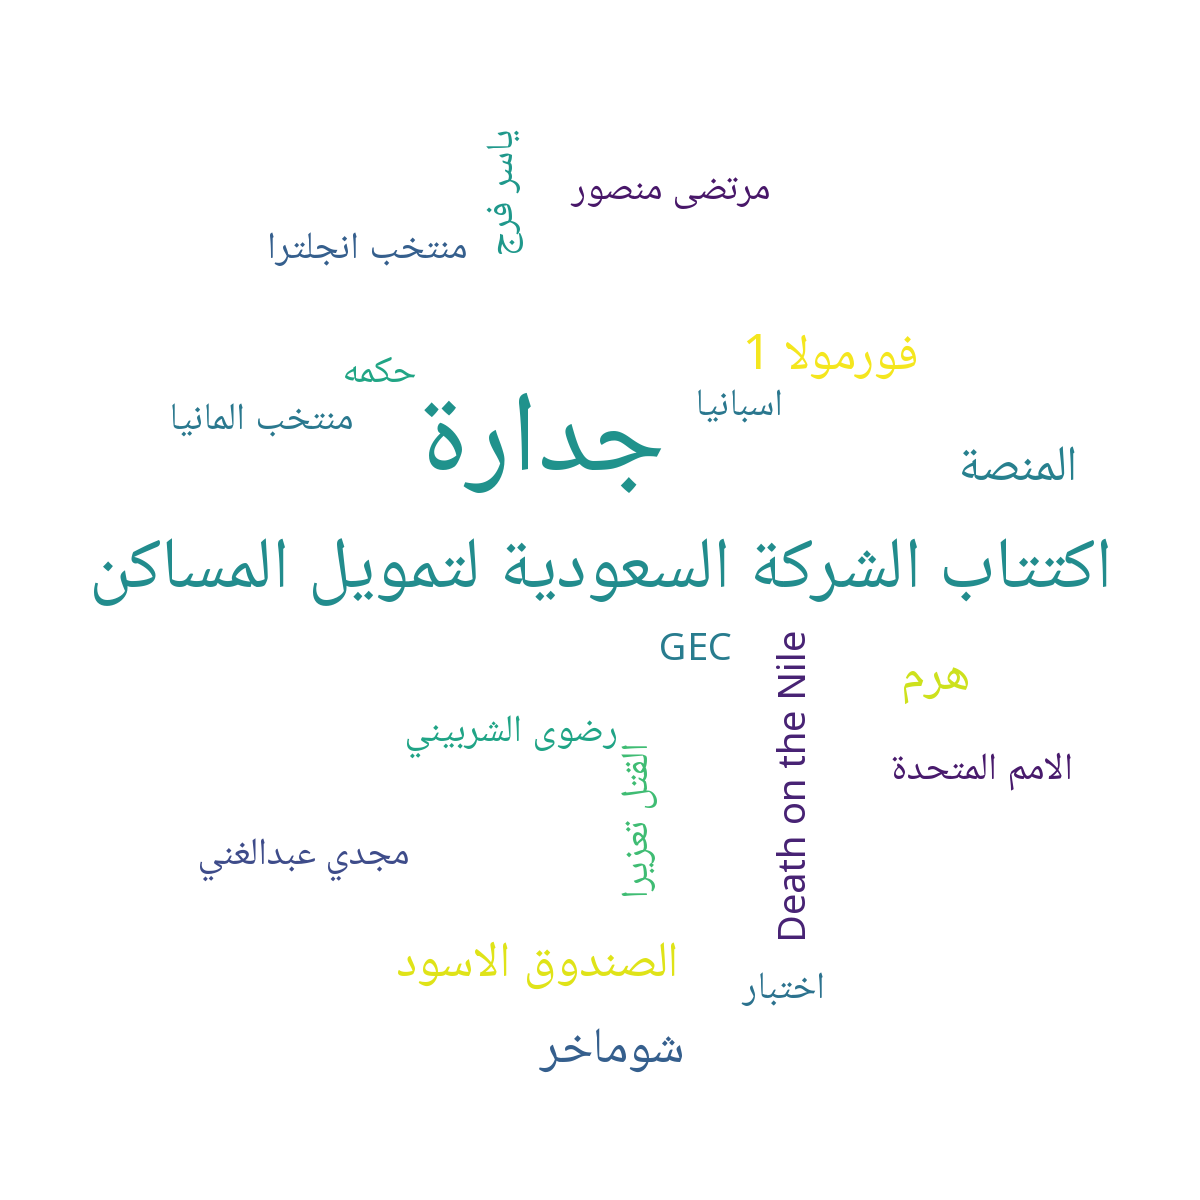 ياسر فرج
مرتضى منصور
منتخب انجلترا
فورمولا 1
حكمه
اسبانيا
منتخب المانيا
جدارة
المنصة
اكتتاب الشركة السعودية لتمويل المساكن
GEC
Death on the Nile
هرم
رضوى الشربيني
القتل تعزيرا
الامم المتحدة
مجدي عبدالغني
الصندوق الاسود
اختبار
شوماخر